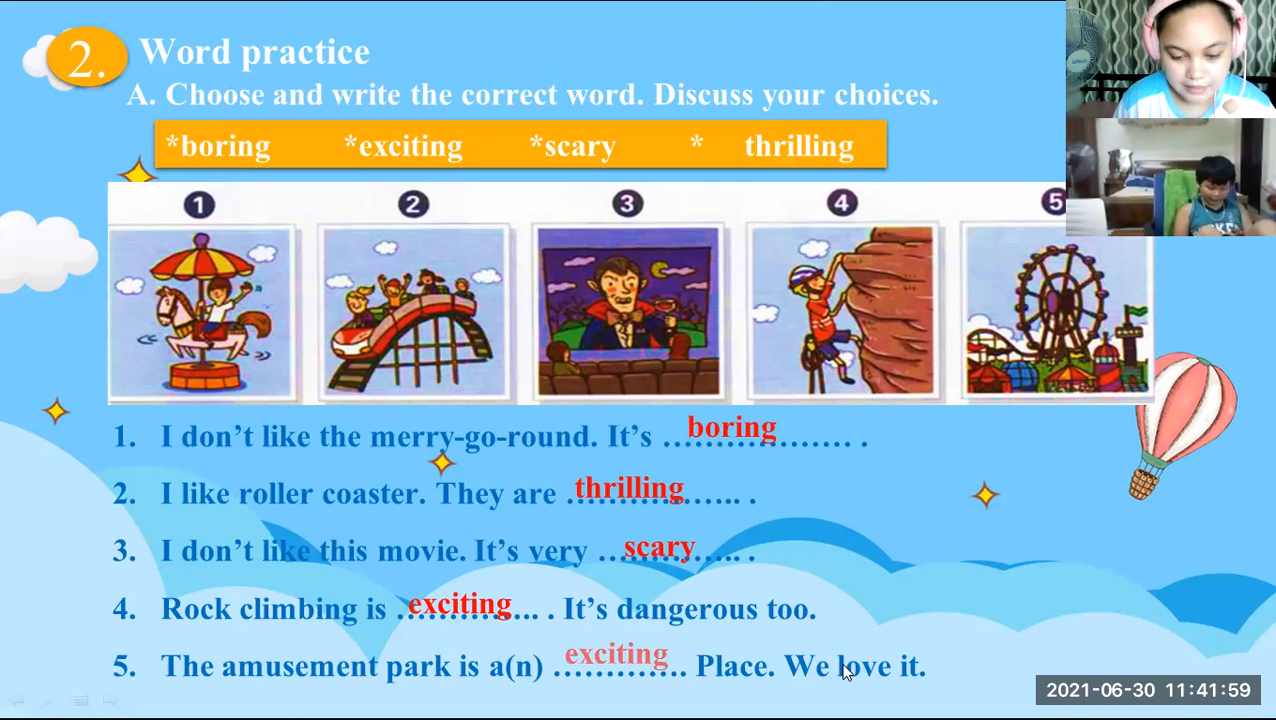 2. Word practice
A. Choose and write the correct word. Discuss your choices.
*boring *exciting *scary * thrilling
1 2 3 4 5
1. I don't like the merry-go-round. It's ……boring……… .
2. I like roller coaster. They are …thrilling……. .
3. I don't like this movie. It's very …scary…….. .
4. Rock climbing is …exciting….. . It's dangerous too.
5. The amusement park is a(n) …exciting…. Place. We love it.
2021-06-30 11:41:59